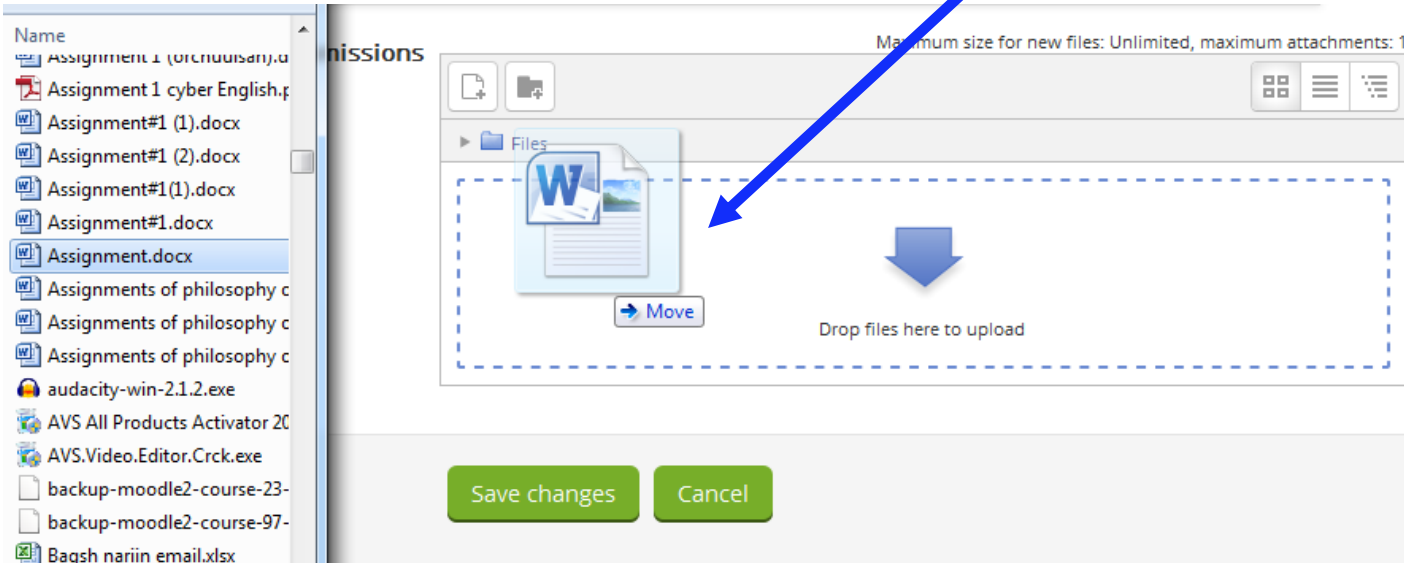 Name
Assignment 1 (orchuulsan).d
Assignment 1 cyber English.p
Assignment#1 (1).docx
Assignment#1 (2).docx
Assignment#1(1).docx
Assignment#1.docx
Assignment.docx
Assignments of philosophy c
Assignments of philosophy c
Assignments of philosophy c
audacity-win-2.1.2.exe
AVS All Products Activator 20
AVS.Video.Editor.Crck.exe
backup-moodle2-course-23-
backup-moodle2-course-97-
Bagsh nariin email.xlsx
nissions
Maximum size for new files: Unlimited, maximum attachments: 1
Files
W
Move
Drop files here to upload
Save changes
Cancel